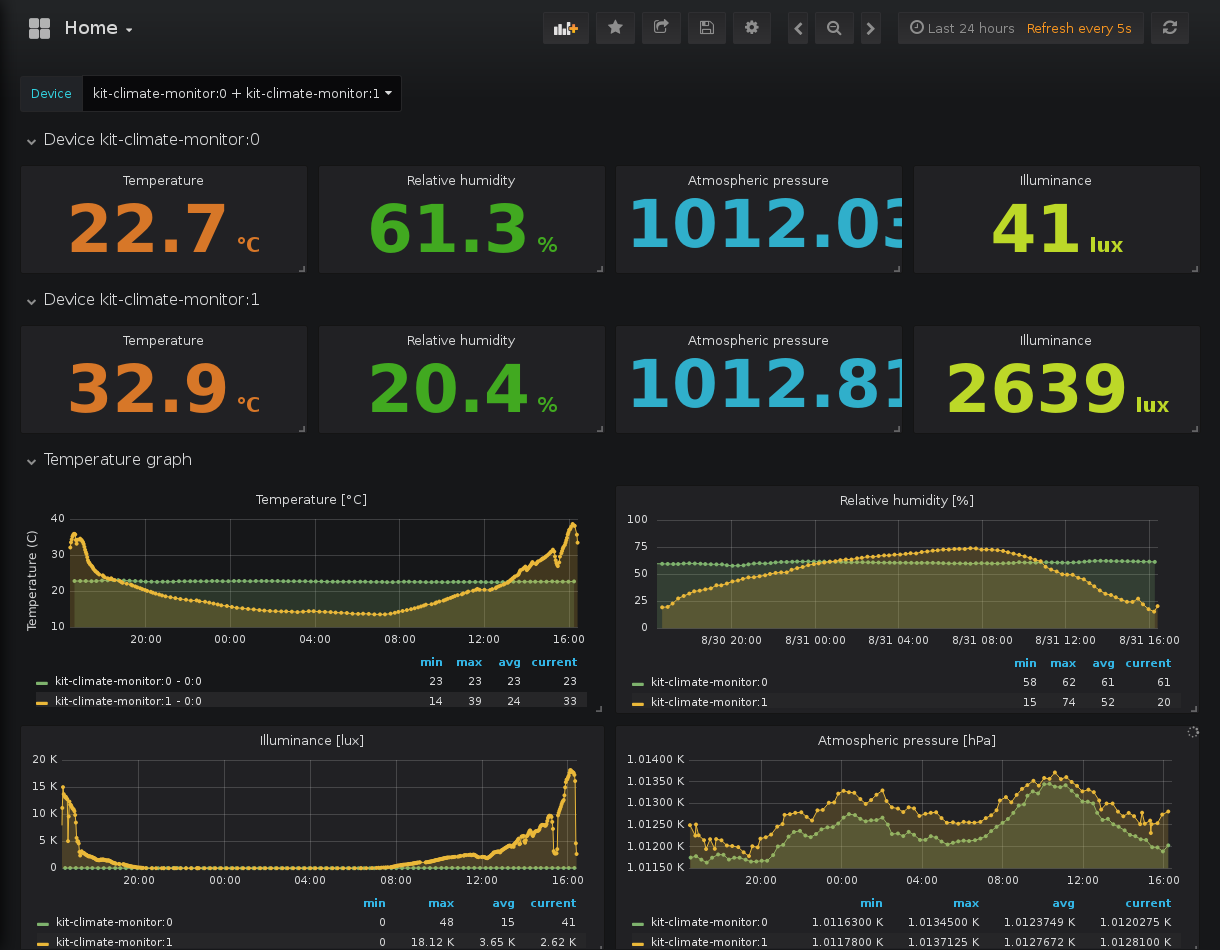 Home
Last 24 hours Refresh every 5s
Device kit-climate-monitor:0 + kit-climate-monitor:1
Device kit-climate-monitor:0
Temperature Relative humidity Atmospheric pressure Illuminance
22.7 °C 61.3 % 1012.03 41 lux
Device kit-climate-monitor:1
Temperature Relative humidity Atmospheric pressure Illuminance
32.9 °C 20.4 % 1012.81 2639 lux
Temperature graph
Temperature [°C]
Temperature (C)
40
30
20
10
20:00 00:00 04:00 08:00 12:00 16:00
min max avg current
kit-climate-monitor:0 - 0:0 23 23 23 23
kit-climate-monitor:1 - 0:0 14 39 24 33
Relative humidity [%]
100
75
50
25
0
8/30 20:00 8/31 00:00 8/31 04:00 8/31 08:00 8/31 12:00 8/31 16:00
min max avg current
kit-climate-monitor:0 58 62 61 61
kit-climate-monitor:1 15 74 52 20
Illuminance [lux]
20 K
15 K
10 K
5 K
0
20:00 00:00 04:00 08:00 12:00 16:00
min max avg current
kit-climate-monitor:0 0 48 15 41
kit-climate-monitor:1 0 18.12 K 3.65 K 2.62 K
Atmospheric pressure [hPa]
1.01400 K
1.01350 K
1.01300 K
1.01250 K
1.01200 K
1.01150 K
20:00 00:00 04:00 08:00 12:00 16:00
min max avg current
kit-climate-monitor:0 1.0116300 K 1.0134500 K 1.0123749 K 1.0120275 K
kit-climate-monitor:1 1.0117800 K 1.0137125 K 1.0127672 K 1.0128100 K